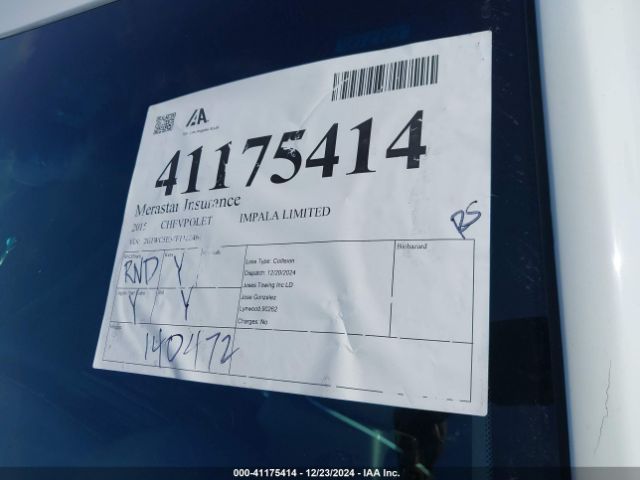 IAA
41175414
Merastar Insurance
CHEVROLET IMPALA LIMITED
RS
RND Y
Biohazard
Loss Type: Collision
Dispatch: 12/20/2024
Joses Towing Inc LD
Jose Gonzalez
Lynwood 90262
Charges: No
Y Y
140472
000-41175414 - 12/23/2024 - IAA Inc.